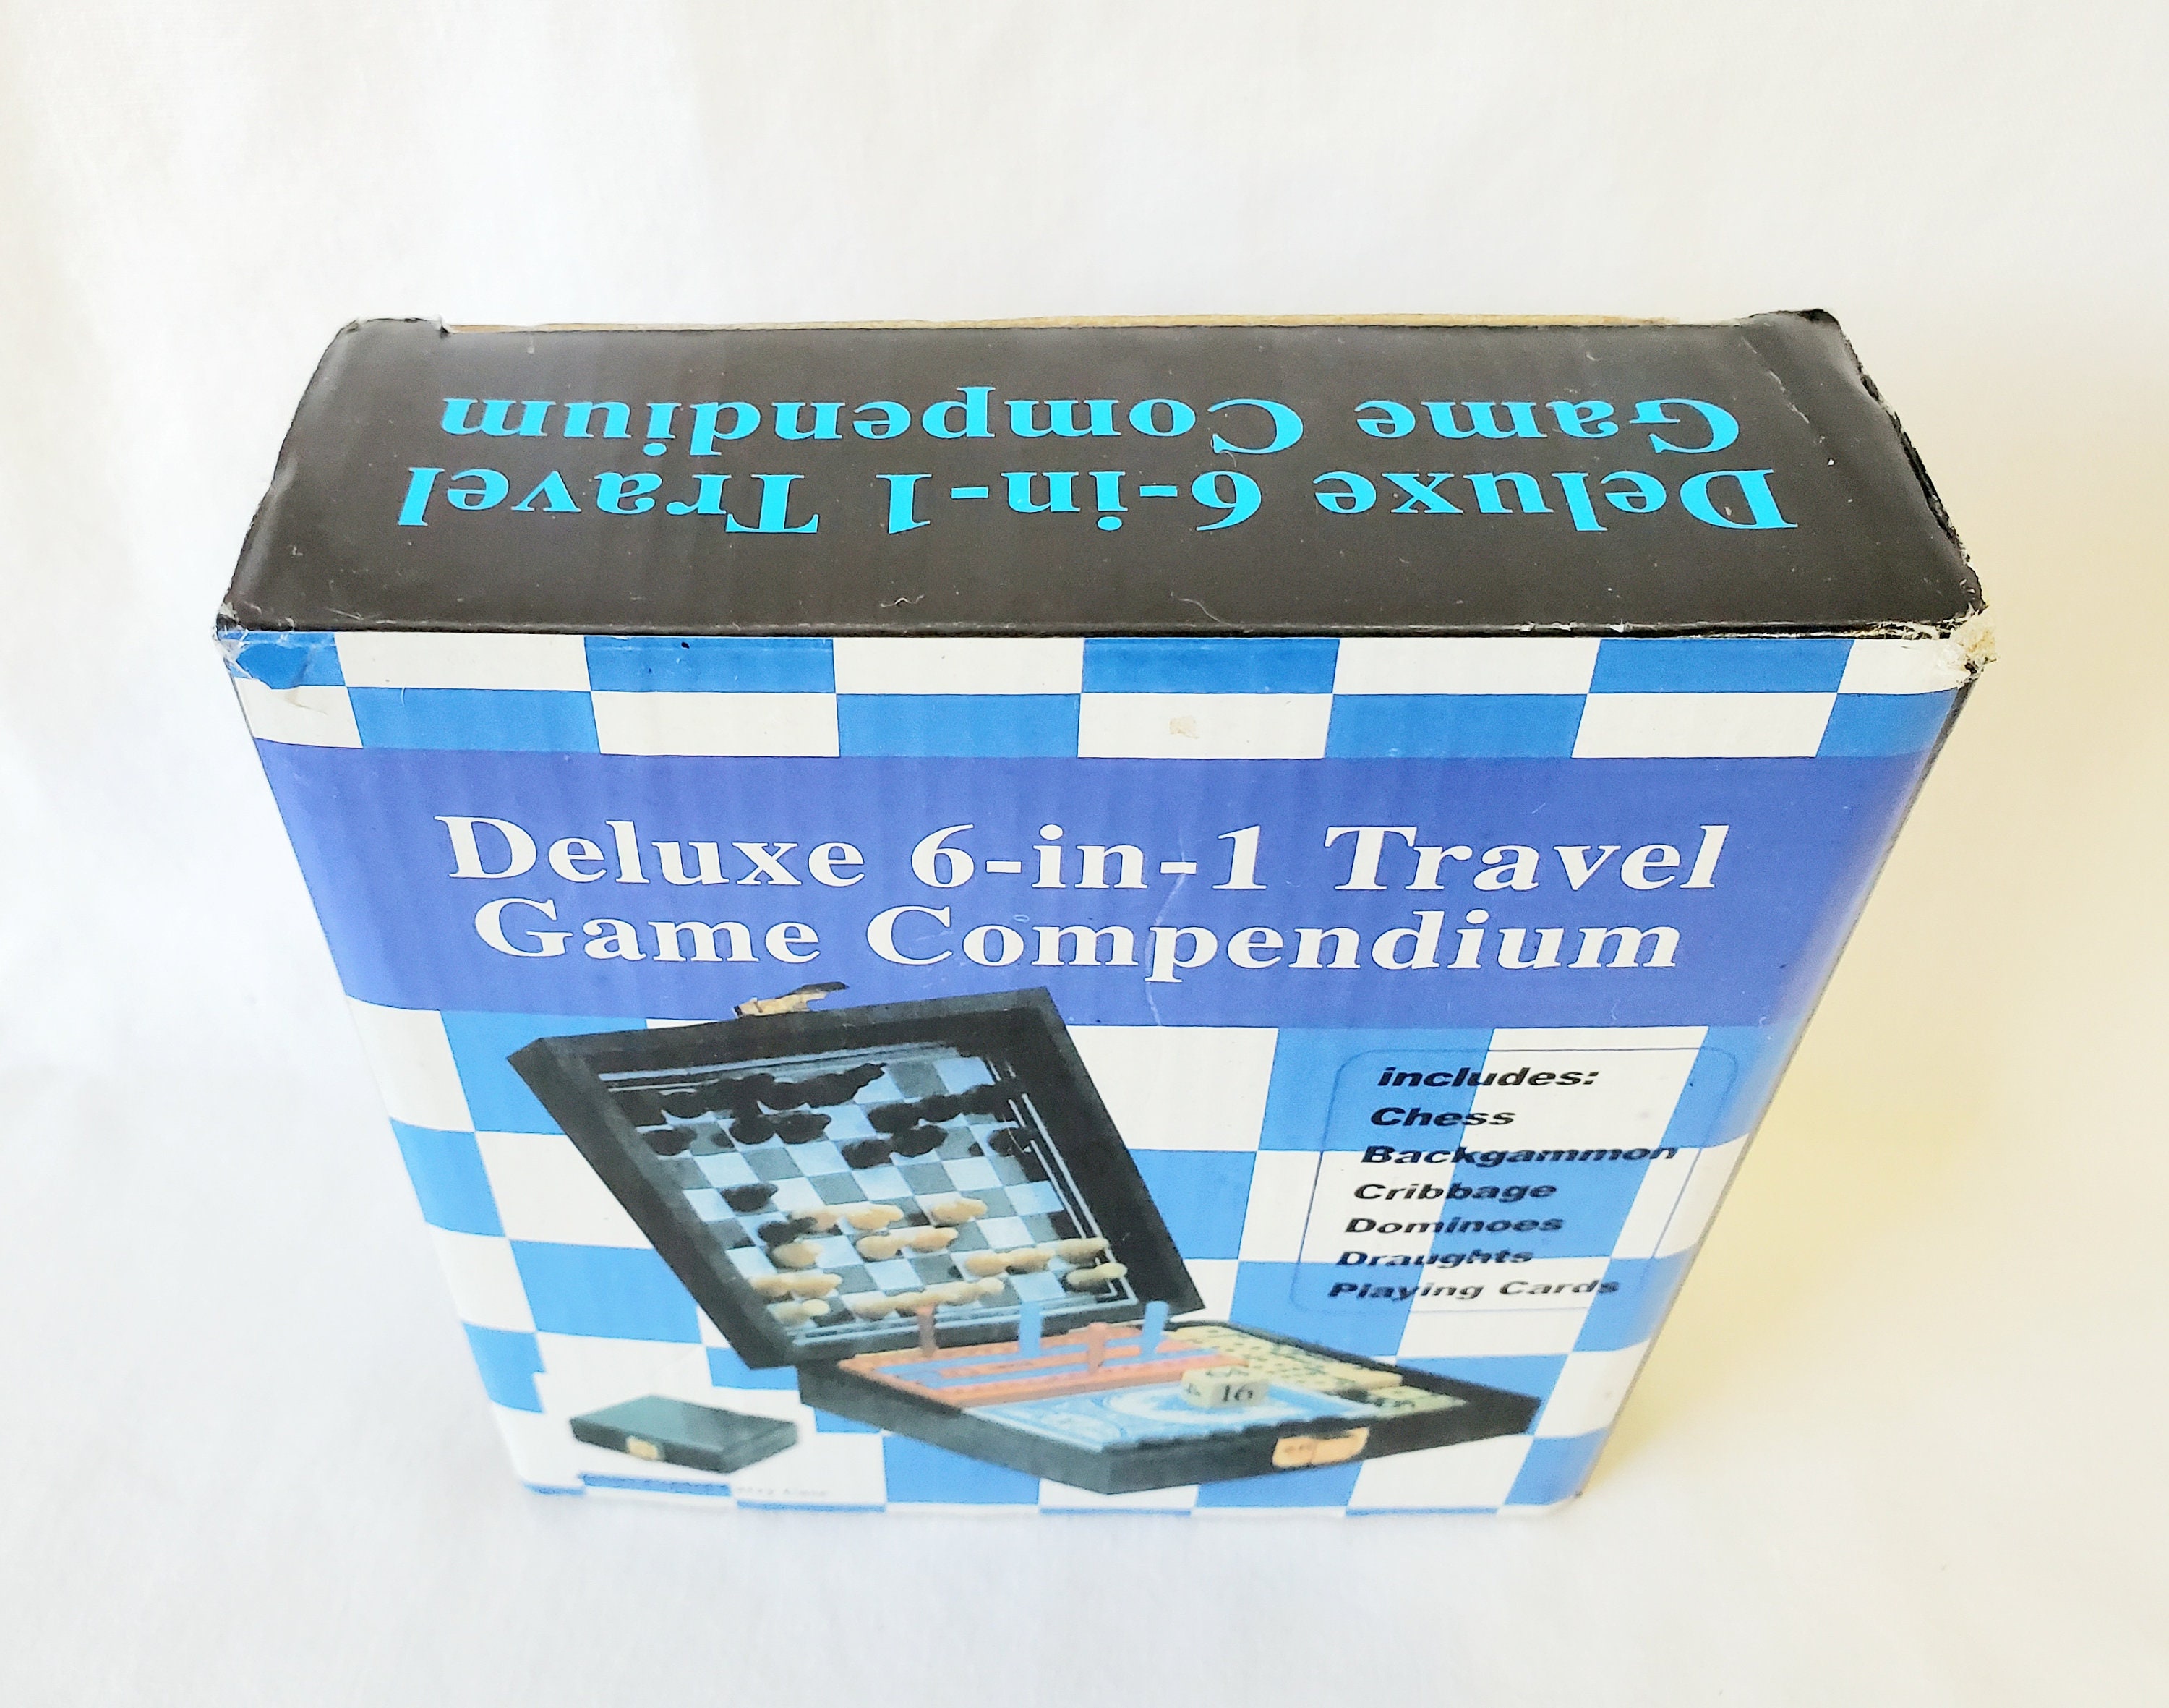 Deluxe 6-in-1 Travel
Game Compendium
Deluxe 6-in-1 Travel
Game Compendium
includes:
Chess
Backgammon
Cribbage
Dominoes
Draughts
Playing Cards
16